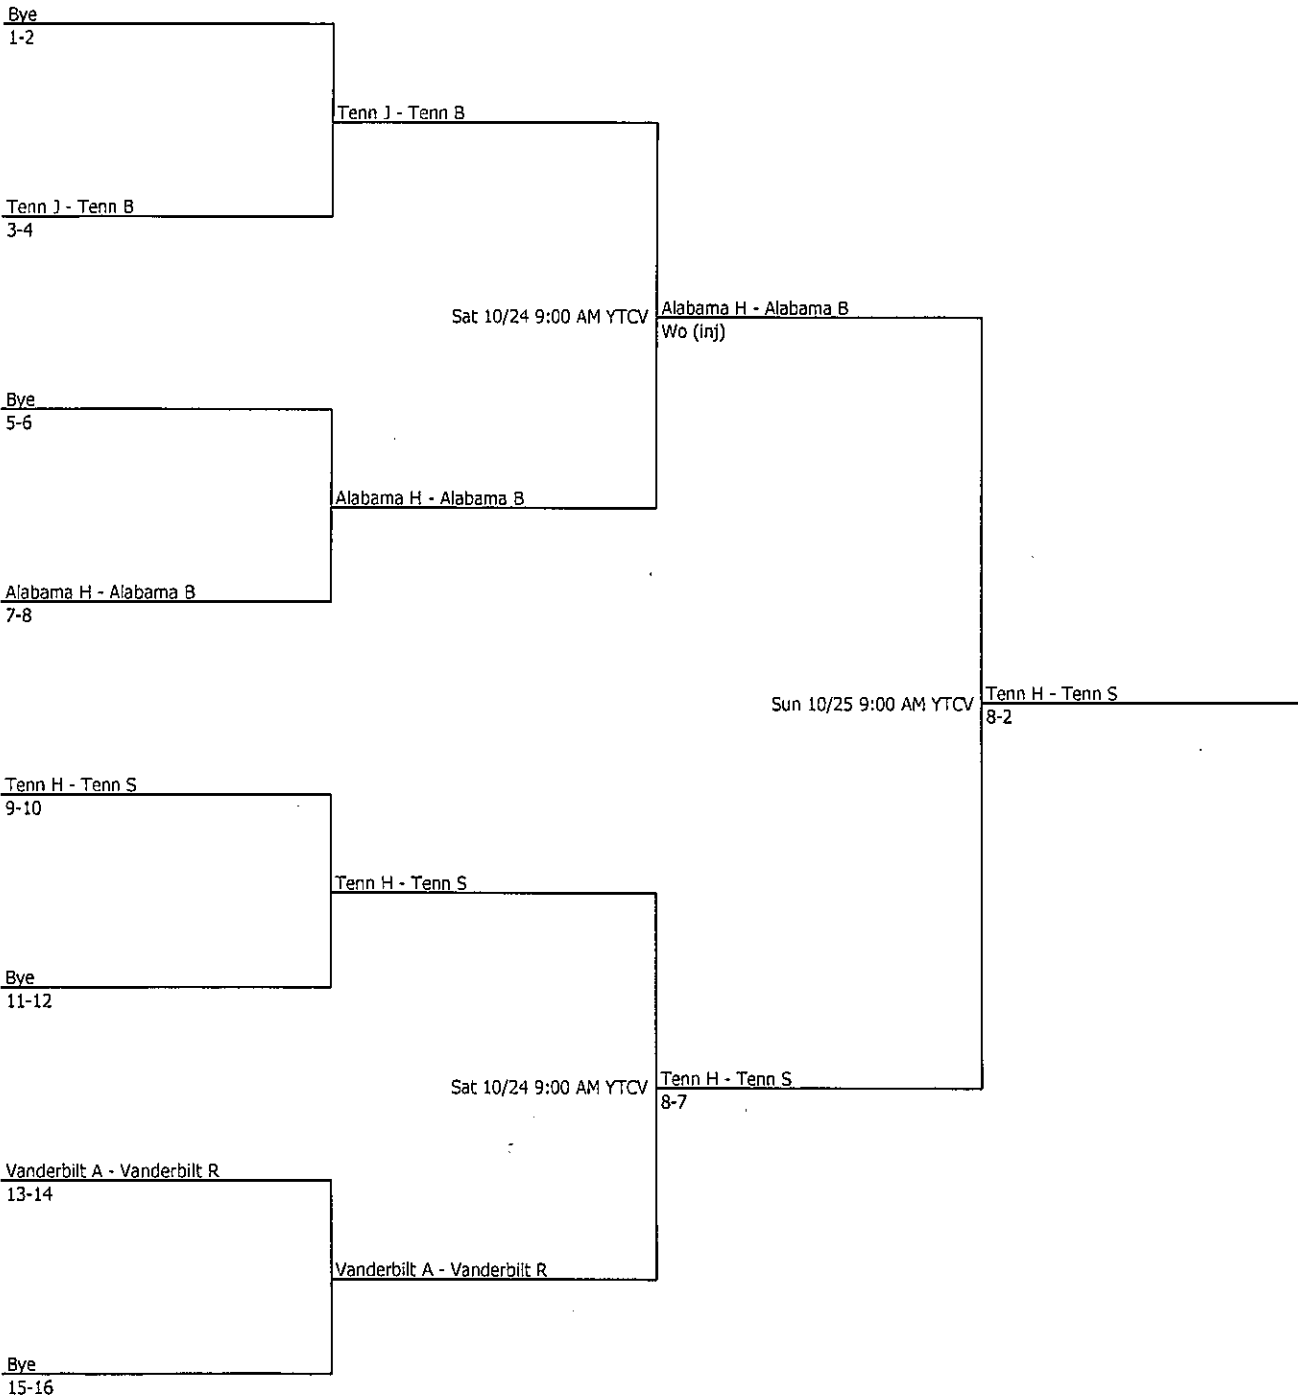 Bye
1-2
Tenn J - Tenn B
Tenn J - Tenn B
3-4
Sat 10/24 9:00 AM YTCV
Alabama H - Alabama B
Wo (inj)
Bye
5-6
Alabama H - Alabama B
Alabama H - Alabama B
7-8
Sun 10/25 9:00 AM YTCV
Tenn H - Tenn S
8-2
Tenn H - Tenn S
9-10
Tenn H - Tenn S
Bye
11-12
Sat 10/24 9:00 AM YTCV
Tenn H - Tenn S
8-7
Vanderbilt A - Vanderbilt R
13-14
Vanderbilt A - Vanderbilt R
Bye
15-16